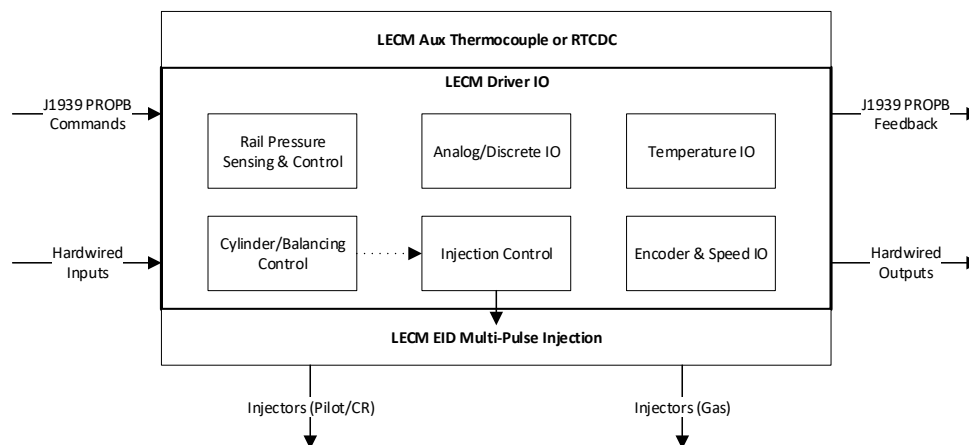 LECM Aux Thermocouple or RTCDC
LECM Driver IO
J1939 PROPB
Commands
J1939 PROPB
Feedback
Rail Pressure
Sensing & Control
Analog/Discrete IO
Temperature IO
Hardwired
Inputs
Cylinder/Balancing
Control
Injection Control
Encoder & Speed IO
Hardwired
Outputs
LECM EID Multi-Pulse Injection
Injectors (Pilot/CR)
Injectors (Gas)